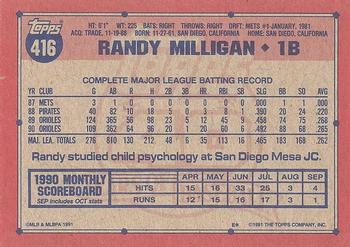 Topps
416
HT: 6'1" WT: 225 BATS: RIGHT THROWS: RIGHT DRFT: METS #1-JANUARY, 1981
ACQ: TRADE, 11-19-88 BORN: 11-27-61, SAN DIEGO, CALIFORNIA HOME: SAN DIEGO, CALIFORNIA
RANDY MILLIGAN • 1B
COMPLETE MAJOR LEAGUE BATTING RECORD
YR CLUB G AB R H 2B 3B HR RBI SB SLG BB SO AVG
87 METS 3 1 0 0 0 0 0 0 0 .000 1 1 .000
88 PIRATES 40 82 10 18 5 0 3 8 1 .390 20 24 .220
89 ORIOLES 124 365 56 98 23 5 12 45 9 .458 74 75 .268
90 ORIOLES 109 362 64 96 20 1 20 60 6 .492 88 68 .265
MAJ. LEA. TOTALS 276 810 130 212 48 6 35 113 16 .468 183 168 .262
Randy studied child psychology at San Diego Mesa JC.
1990 MONTHLY
SCOREBOARD
SEP includes OCT stats
APR MAY JUN JUL AUG SEP
HITS 15 16 33 25 3 4
RUNS 12 12 17 18 4 1
©MLB & MLBPA 1991
E*
©1991 THE TOPPS COMPANY, INC.